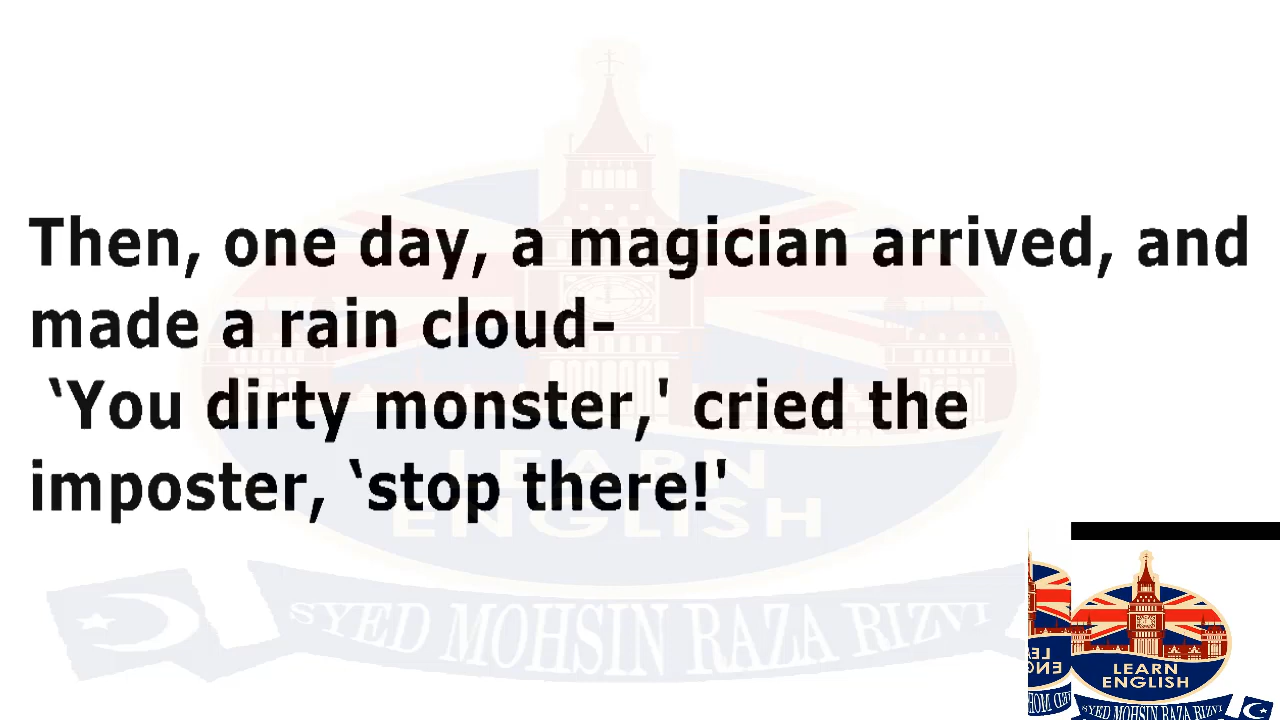 Then, one day, a magician arrived, and
made a rain cloud-
‘You dirty monster,' cried the
imposter, ‘stop there!'
LEARN
ENGLISH
SYED MOHSIN RAZA RIZVI
LEARN
ENGLISH
SYED MOHSIN RAZA RIZVI